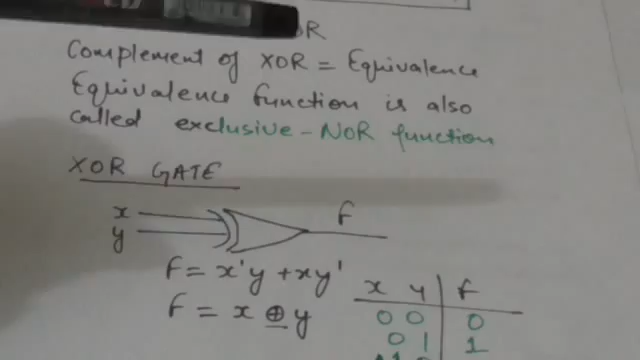 OR
Complement of XOR = Equivalence
Equivalence function is also
called exclusive-NOR function
XOR GATE
x
y
F
F = x'y + xy'
F = x ⊕ y
x y F
0 0 0
0 1 1